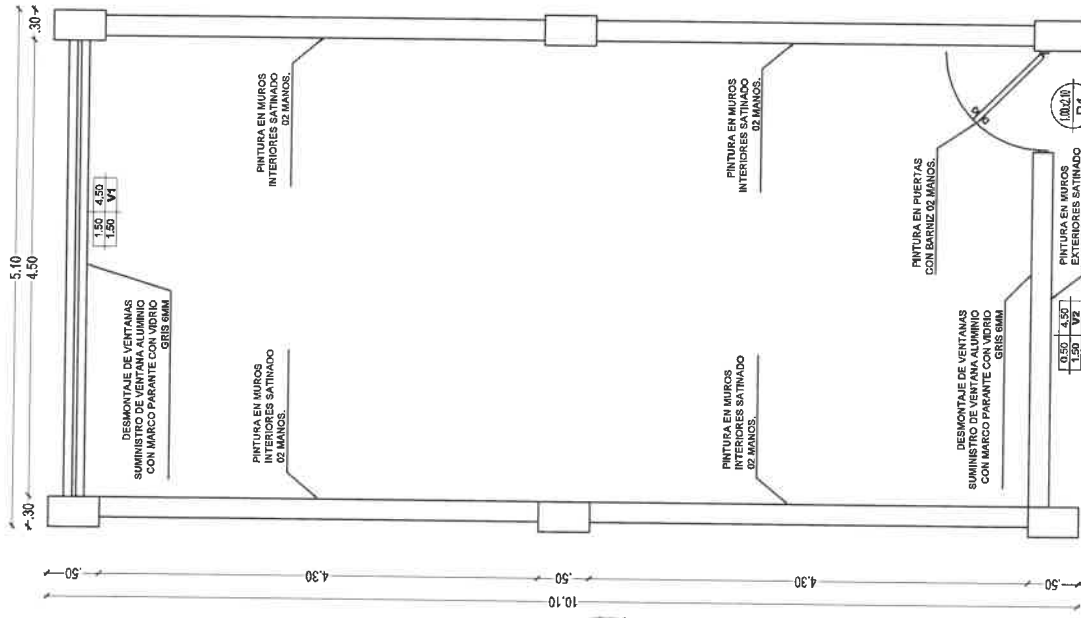 5.10
.30
4.50
.30
1.50 4.50
1.50 V1
DESMONTAJE DE VENTANAS
SUMINISTRO DE VENTANA ALUMINIO
CON MARCO PARANTE CON VIDRIO
GRIS 6MM
PINTURA EN MUROS
INTERIORES SATINADO
02 MANOS.
PINTURA EN MUROS
INTERIORES SATINADO
02 MANOS.
PINTURA EN MUROS
INTERIORES SATINADO
02 MANOS.
PINTURA EN MUROS
INTERIORES SATINADO
02 MANOS.
PINTURA EN PUERTAS
CON BARNIZ 02 MANOS.
DESMONTAJE DE VENTANAS
SUMINISTRO DE VENTANA ALUMINIO
CON MARCO PARANTE CON VIDRIO
GRIS 6MM
1.00x2.10
PINTURA EN MUROS
EXTERIORES SATINADO
0.50 4.50
1.50 V2
.50
4.30
.50
4.30
.50
10.10